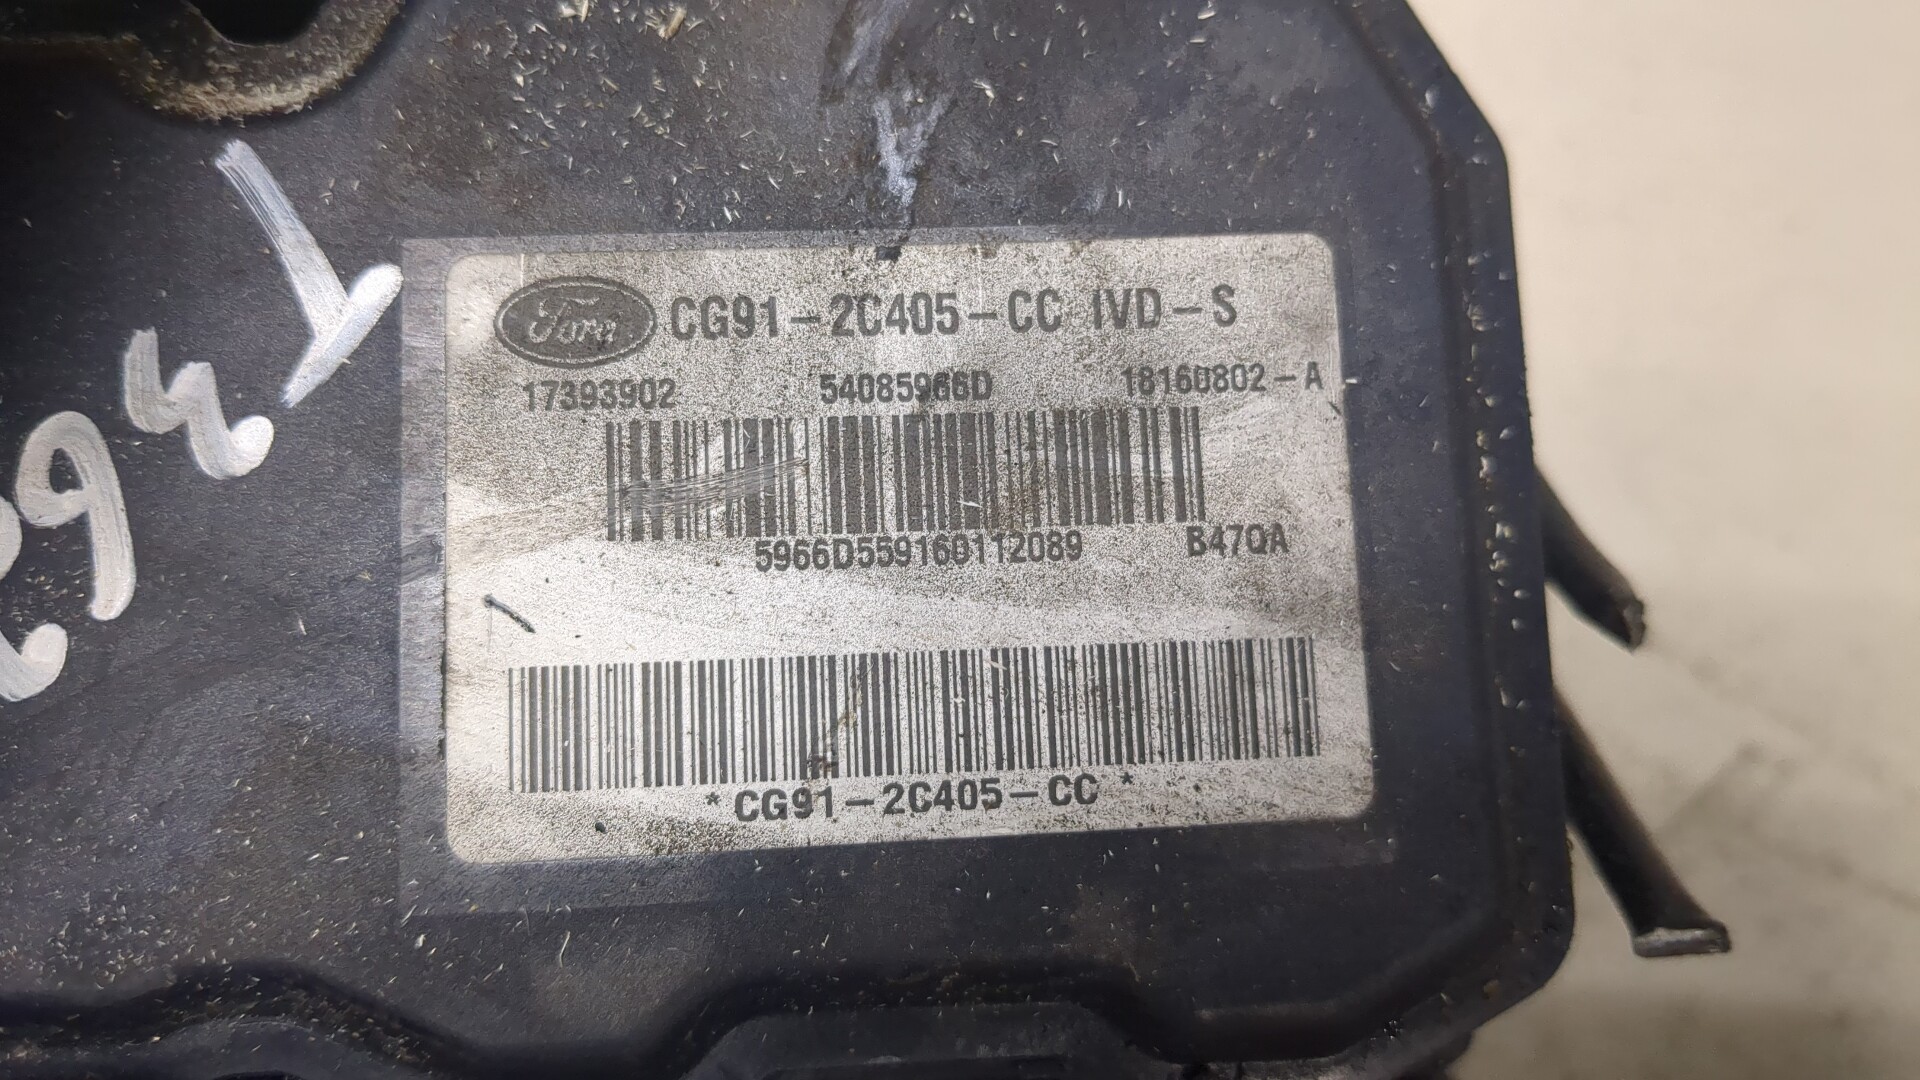 Ford CG91-2C405-CC IVD-S
17393902 54085966D 18160802-A
5966D559160112089 B47QA
*CG91-2C405-CC*